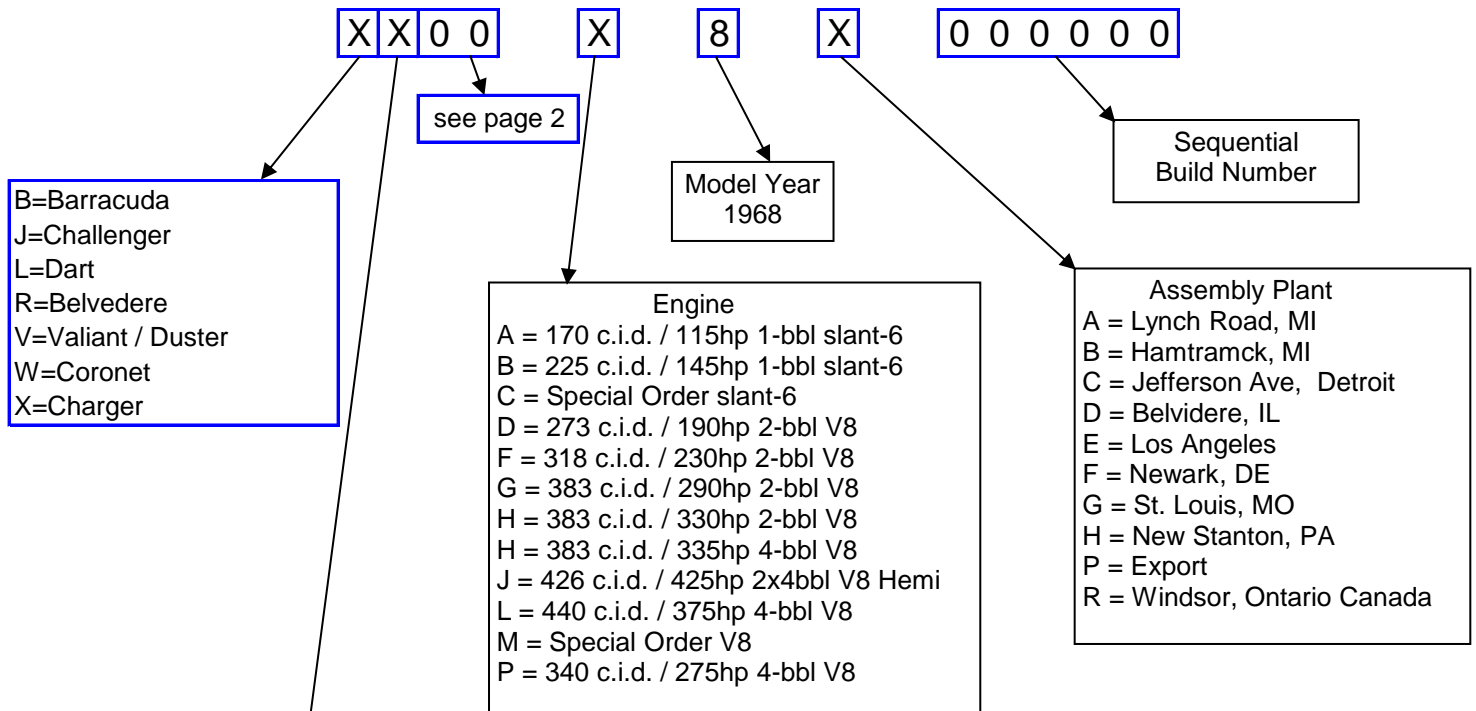 X X 0 0 X 8 X 0 0 0 0 0 0
see page 2
B=Barracuda
J=Challenger
L=Dart
R=Belvedere
V=Valiant / Duster
W=Coronet
X=Charger
Model Year
1968
Sequential
Build Number
Engine
A = 170 c.i.d. / 115hp 1-bbl slant-6
B = 225 c.i.d. / 145hp 1-bbl slant-6
C = Special Order slant-6
D = 273 c.i.d. / 190hp 2-bbl V8
F = 318 c.i.d. / 230hp 2-bbl V8
G = 383 c.i.d. / 290hp 2-bbl V8
H = 383 c.i.d. / 330hp 2-bbl V8
H = 383 c.i.d. / 335hp 4-bbl V8
J = 426 c.i.d. / 425hp 2x4bbl V8 Hemi
L = 440 c.i.d. / 375hp 4-bbl V8
M = Special Order V8
P = 340 c.i.d. / 275hp 4-bbl V8
Assembly Plant
A = Lynch Road, MI
B = Hamtramck, MI
C = Jefferson Ave, Detroit
D = Belvidere, IL
E = Los Angeles
F = Newark, DE
G = St. Louis, MO
H = New Stanton, PA
P = Export
R = Windsor, Ontario Canada